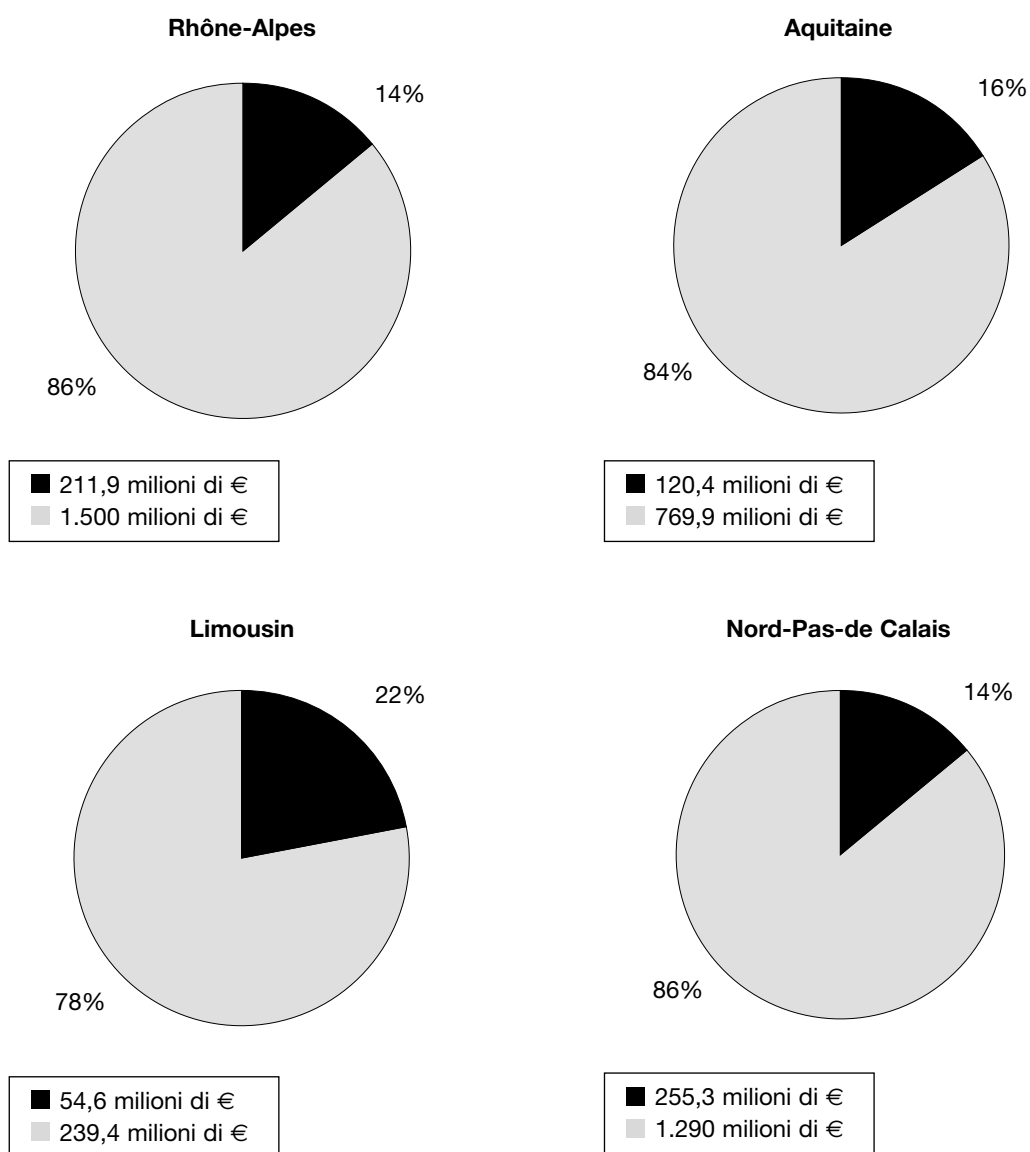 Rhône-Alpes
14%
86%
211,9 milioni di €
1.500 milioni di €
Aquitaine
16%
84%
120,4 milioni di €
769,9 milioni di €
Limousin
22%
78%
54,6 milioni di €
239,4 milioni di €
Nord-Pas-de Calais
14%
86%
255,3 milioni di €
1.290 milioni di €